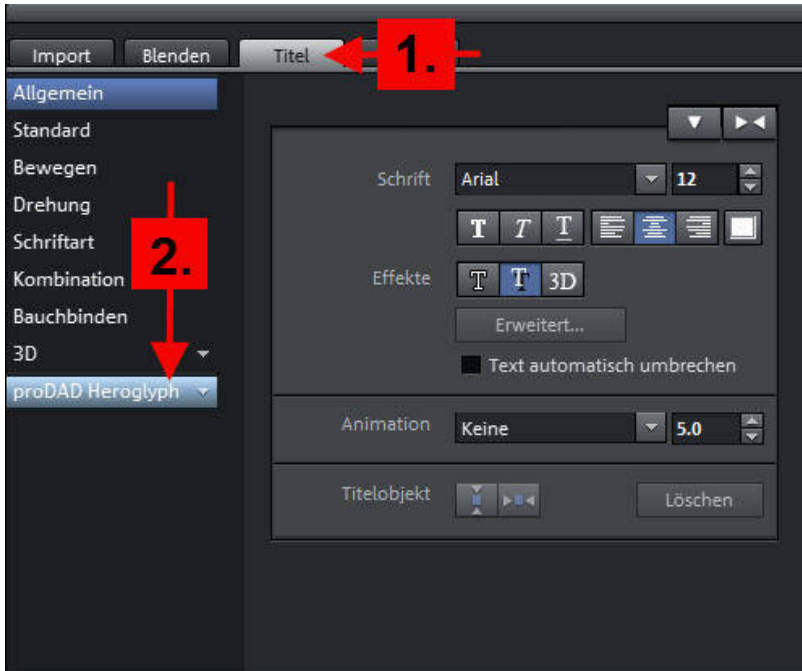 Import Blenden Titel 1.
Allgemein
Standard
Bewegen
Drehung
Schriftart
2.
Kombination
Bauchbinden
3D
proDAD Heroglyph
Schrift Arial 12
T T T
Effekte T T 3D
Erweitert...
Text automatisch umbrechen
Animation Keine 5.0
Titelobjekt Löschen